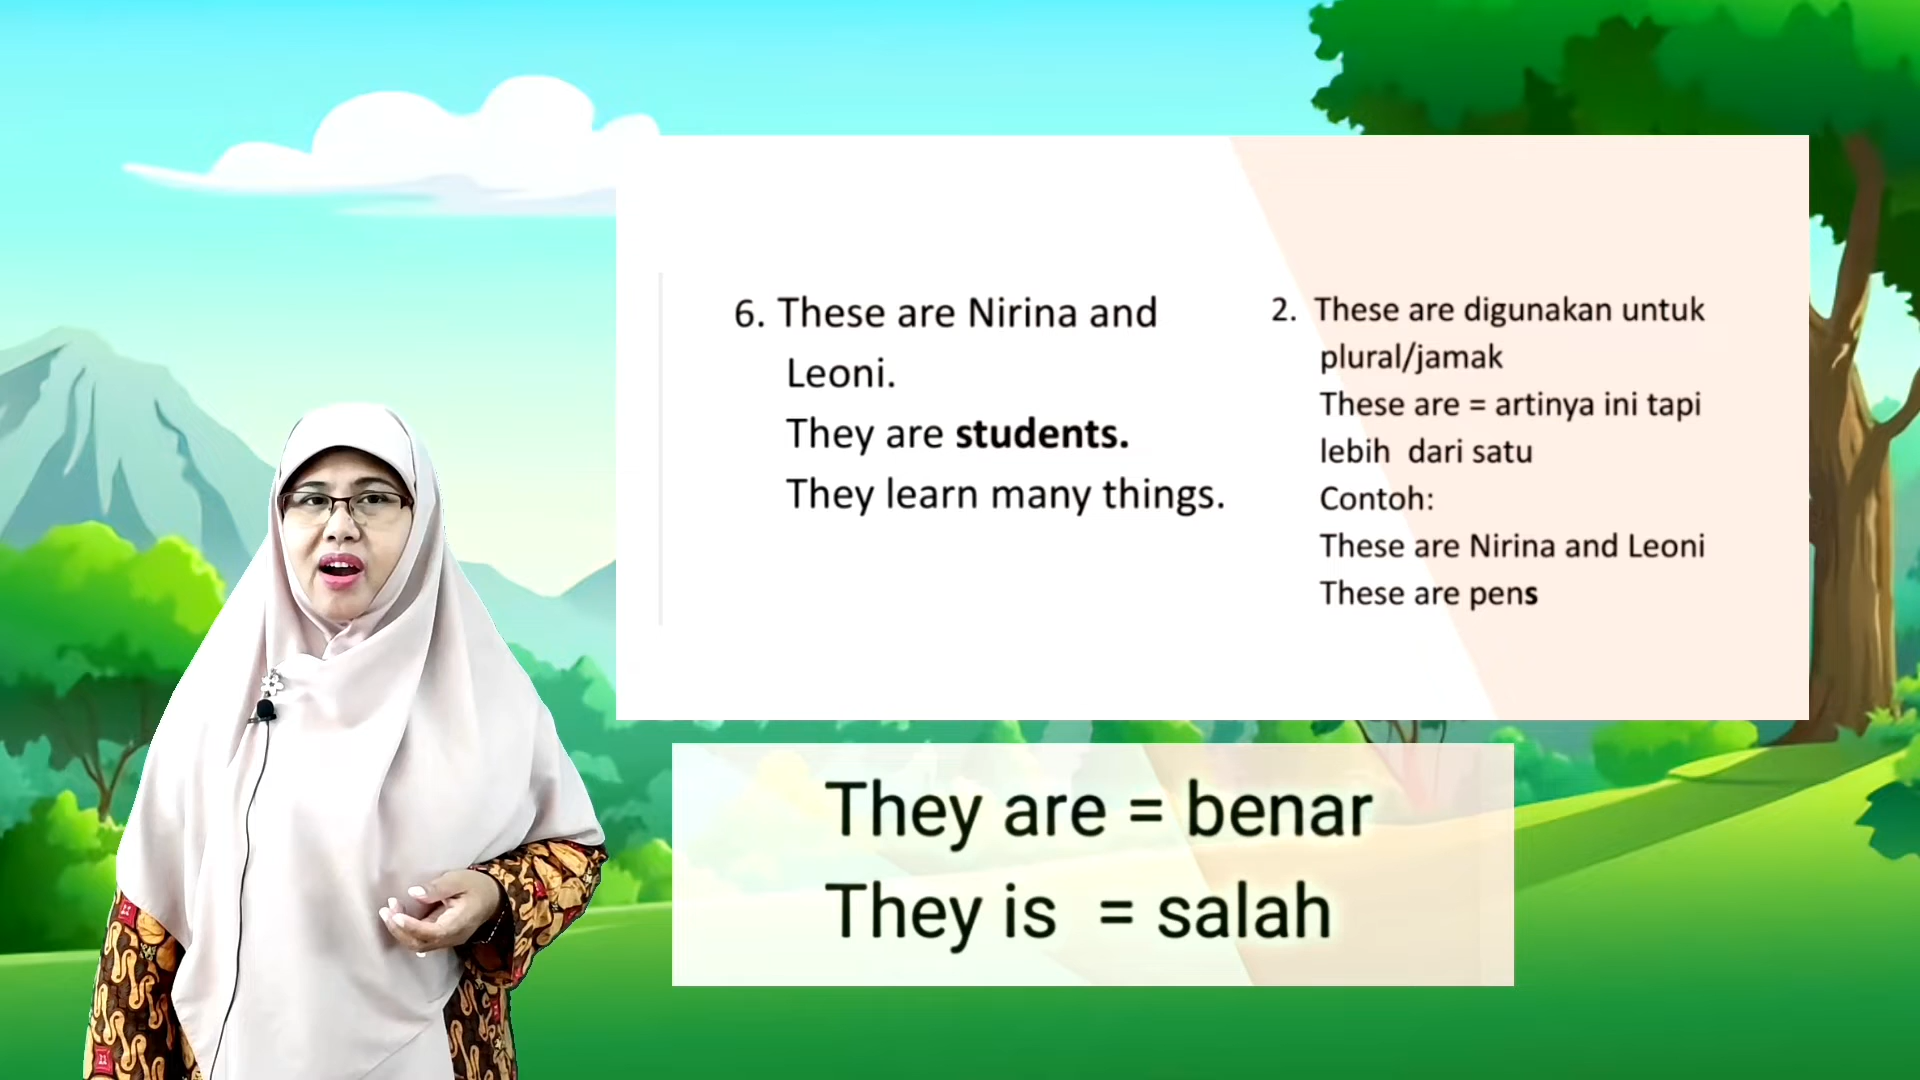 6. These are Nirina and
Leoni.
They are students.
They learn many things.
2. These are digunakan untuk
plural/jamak
These are = artinya ini tapi
lebih dari satu
Contoh:
These are Nirina and Leoni
These are pens
They are = benar
They is = salah